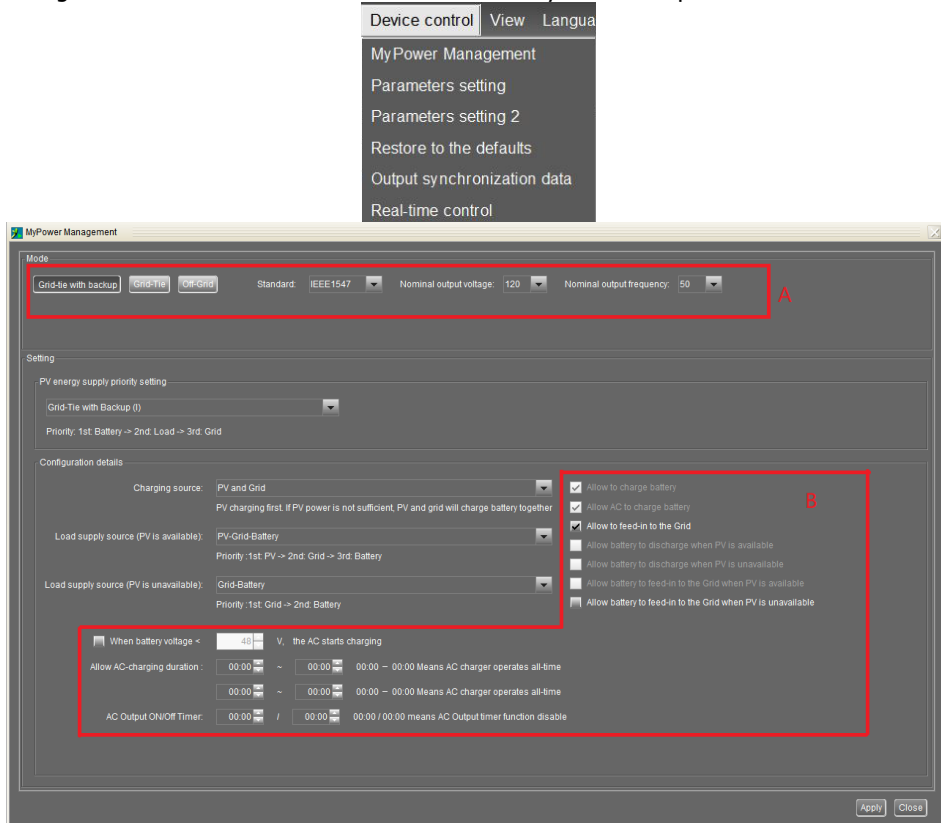 Device control View Langua
MyPower Management
Parameters setting
Parameters setting 2
Restore to the defaults
Output synchronization data
Real-time control
MyPower Management
Mode
Grid-tie with backup Grid-Tie Off-Grid Standard: IEEE1547 Nominal output voltage: 120 Nominal output frequency: 50
A
Setting
PV energy supply priority setting
Grid-Tie with Backup (I)
Priority: 1st: Battery -> 2nd: Load -> 3rd: Grid
Configuration details
Charging source: PV and Grid
PV charging first. If PV power is not sufficient, PV and grid will charge battery together
Load supply source (PV is available): PV-Grid-Battery
Priority :1st: PV -> 2nd: Grid -> 3rd: Battery
Load supply source (PV is unavailable): Grid-Battery
Priority :1st: Grid -> 2nd: Battery
Allow to charge battery
B
Allow AC to charge battery
Allow to feed-in to the Grid
Allow battery to discharge when PV is available
Allow battery to discharge when PV is unavailable
Allow battery to feed-in to the Grid when PV is available
Allow battery to feed-in to the Grid when PV is unavailable
When battery voltage < 48 V, the AC starts charging
Allow AC-charging duration : 00:00 ~ 00:00 00:00 – 00:00 Means AC charger operates all-time
00:00 ~ 00:00 00:00 – 00:00 Means AC charger operates all-time
AC Output ON/Off Timer: 00:00 / 00:00 00:00 / 00:00 means AC Output timer function disable
Apply Close